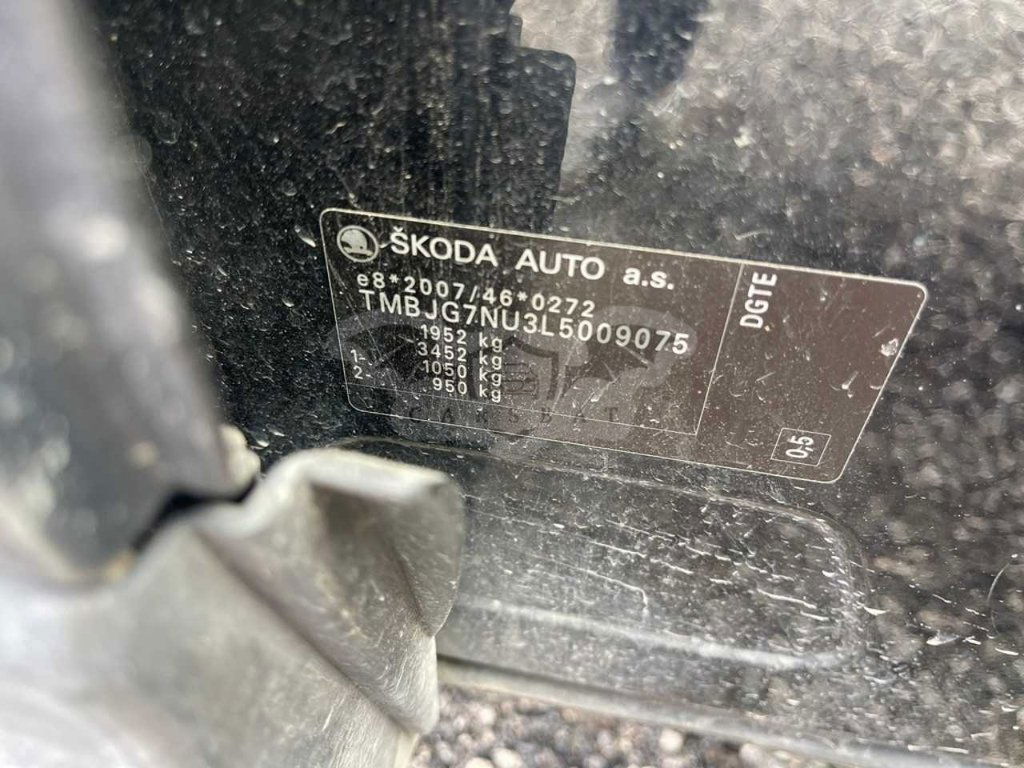 ŠKODA AUTO a.s.
e8*2007/46*0272
TMBJG7NU3L5009075
1952 kg
3452 kg
1- 1050 kg
2- 950 kg
DGTE
0,5